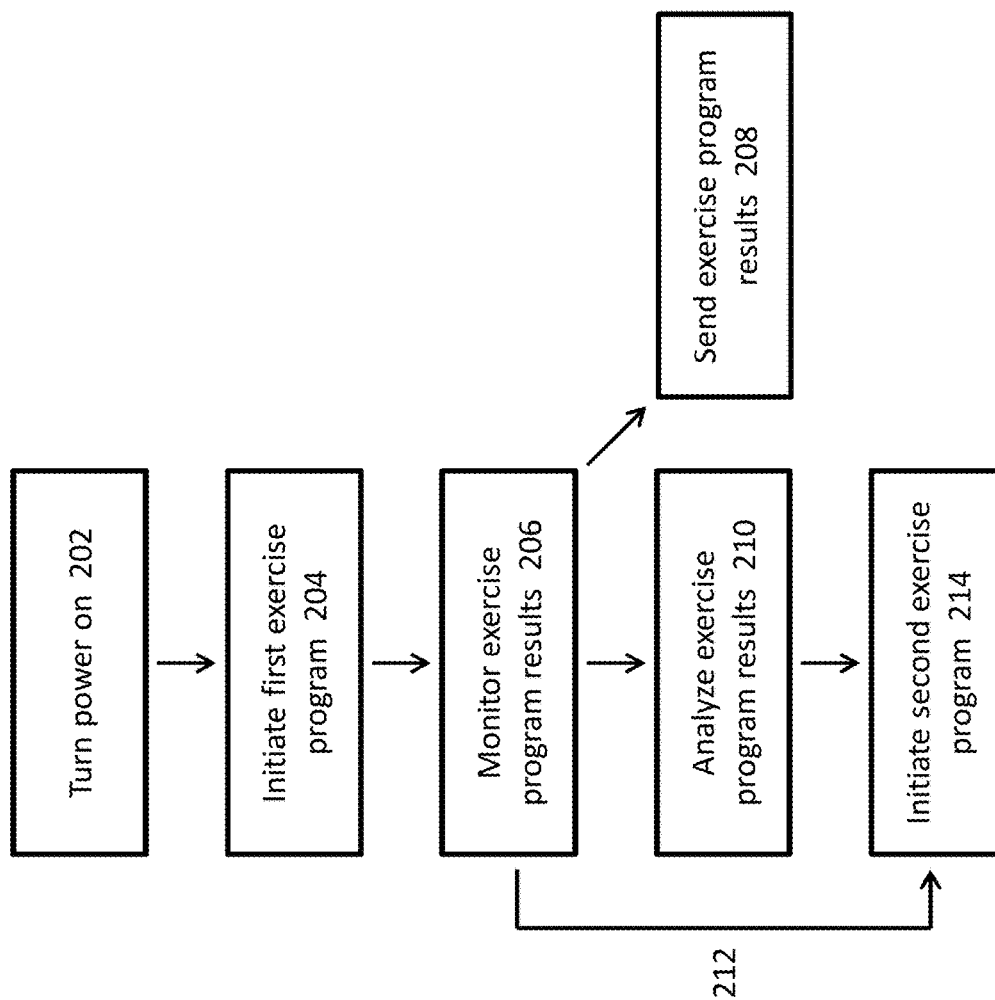 Turn power on 202
Initiate first exercise
program 204
Monitor exercise
program results 206
Send exercise program
results 208
Analyze exercise
program results 210
212
Initiate second exercise
program 214